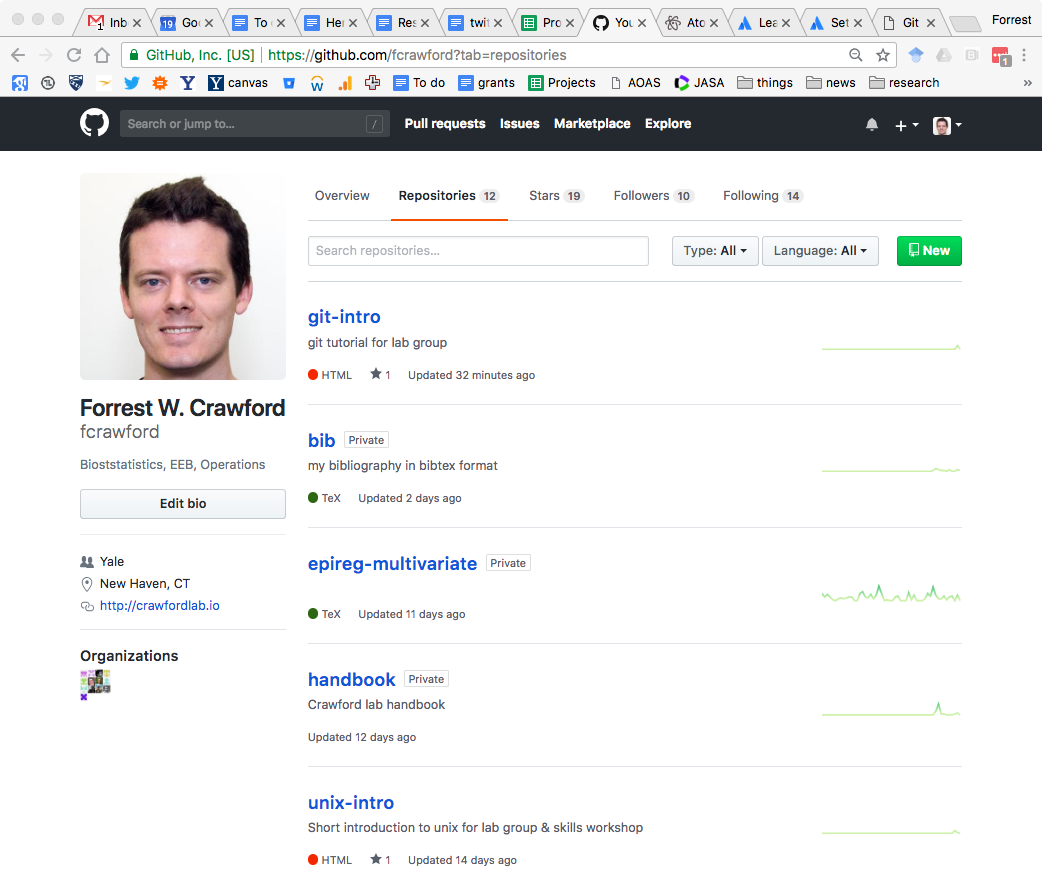 Inb
19 Goo
To
Her
Res
twit
Pro
You
Ato
Lea
Set
Git
Forrest
GitHub, Inc. [US] https://github.com/fcrawford?tab=repositories
1
canvas To do grants Projects AOAS JASA things news research »
Search or jump to... / Pull requests Issues Marketplace Explore
Overview Repositories 12 Stars 19 Followers 10 Following 14
Search repositories... Type: All Language: All New
git-intro
git tutorial for lab group
HTML 1 Updated 32 minutes ago
Forrest W. Crawford
fcrawford
Bioststatistics, EEB, Operations
Edit bio
Yale
New Haven, CT
http://crawfordlab.io
Organizations
bib Private
my bibliography in bibtex format
TeX Updated 2 days ago
epireg-multivariate Private
TeX Updated 11 days ago
handbook Private
Crawford lab handbook
Updated 12 days ago
unix-intro
Short introduction to unix for lab group & skills workshop
HTML 1 Updated 14 days ago